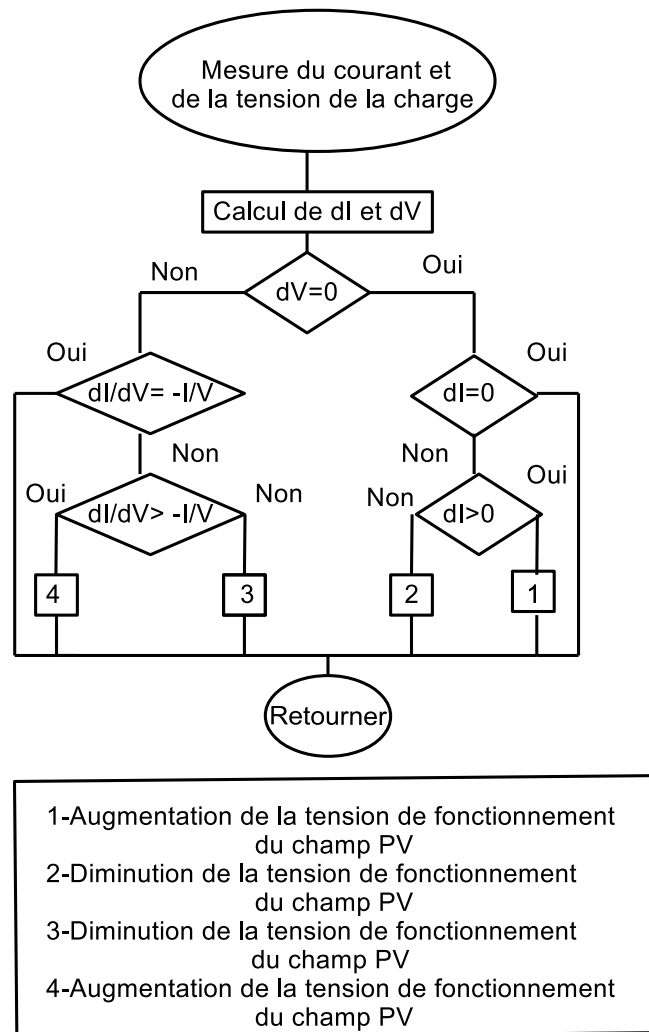 Mesure du courant et
de la tension de la charge
Calcul de dI et dV
Non
Oui
dV=0
Oui
Oui
dI/dV= -I/V
dI=0
Non
Non
Oui
Oui
Non
Non
dI/dV> -I/V
dI>0
4
3
2
1
Retourner
1-Augmentation de la tension de fonctionnement
du champ PV
2-Diminution de la tension de fonctionnement
du champ PV
3-Diminution de la tension de fonctionnement
du champ PV
4-Augmentation de la tension de fonctionnement
du champ PV